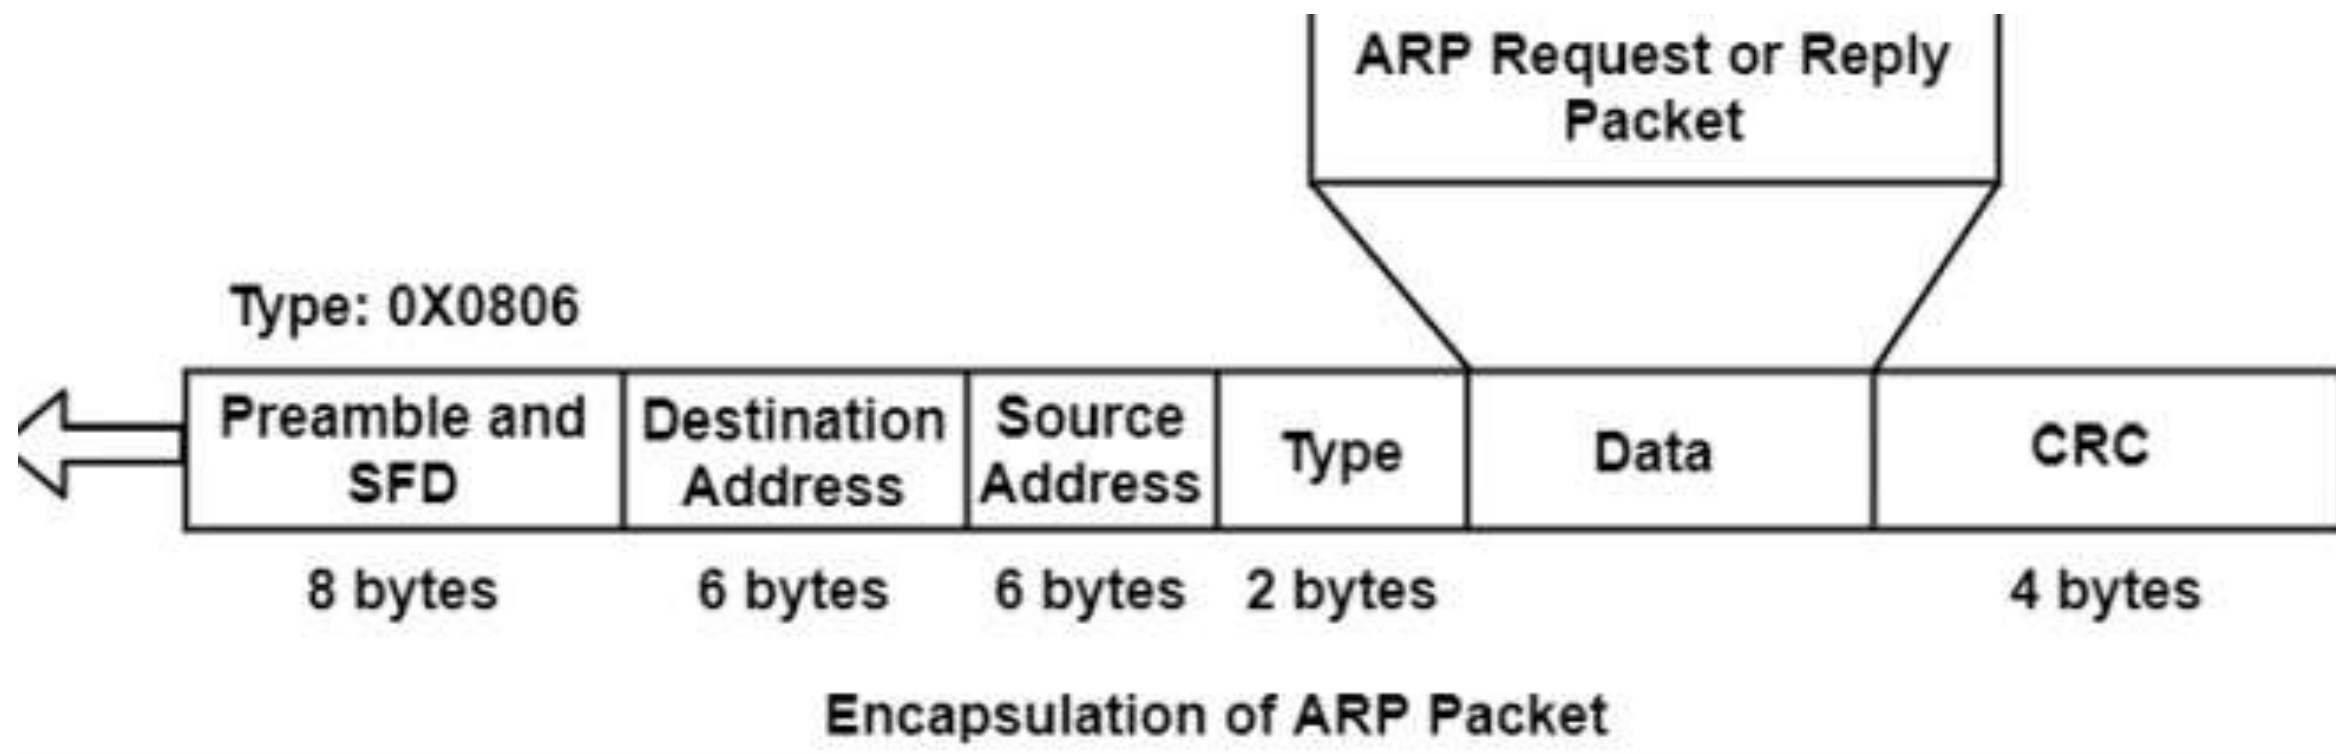 ARP Request or Reply
Packet
Type: 0X0806
Preamble and
SFD
Destination
Address
Source
Address
Type
Data
CRC
8 bytes
6 bytes
6 bytes
2 bytes
4 bytes
Encapsulation of ARP Packet